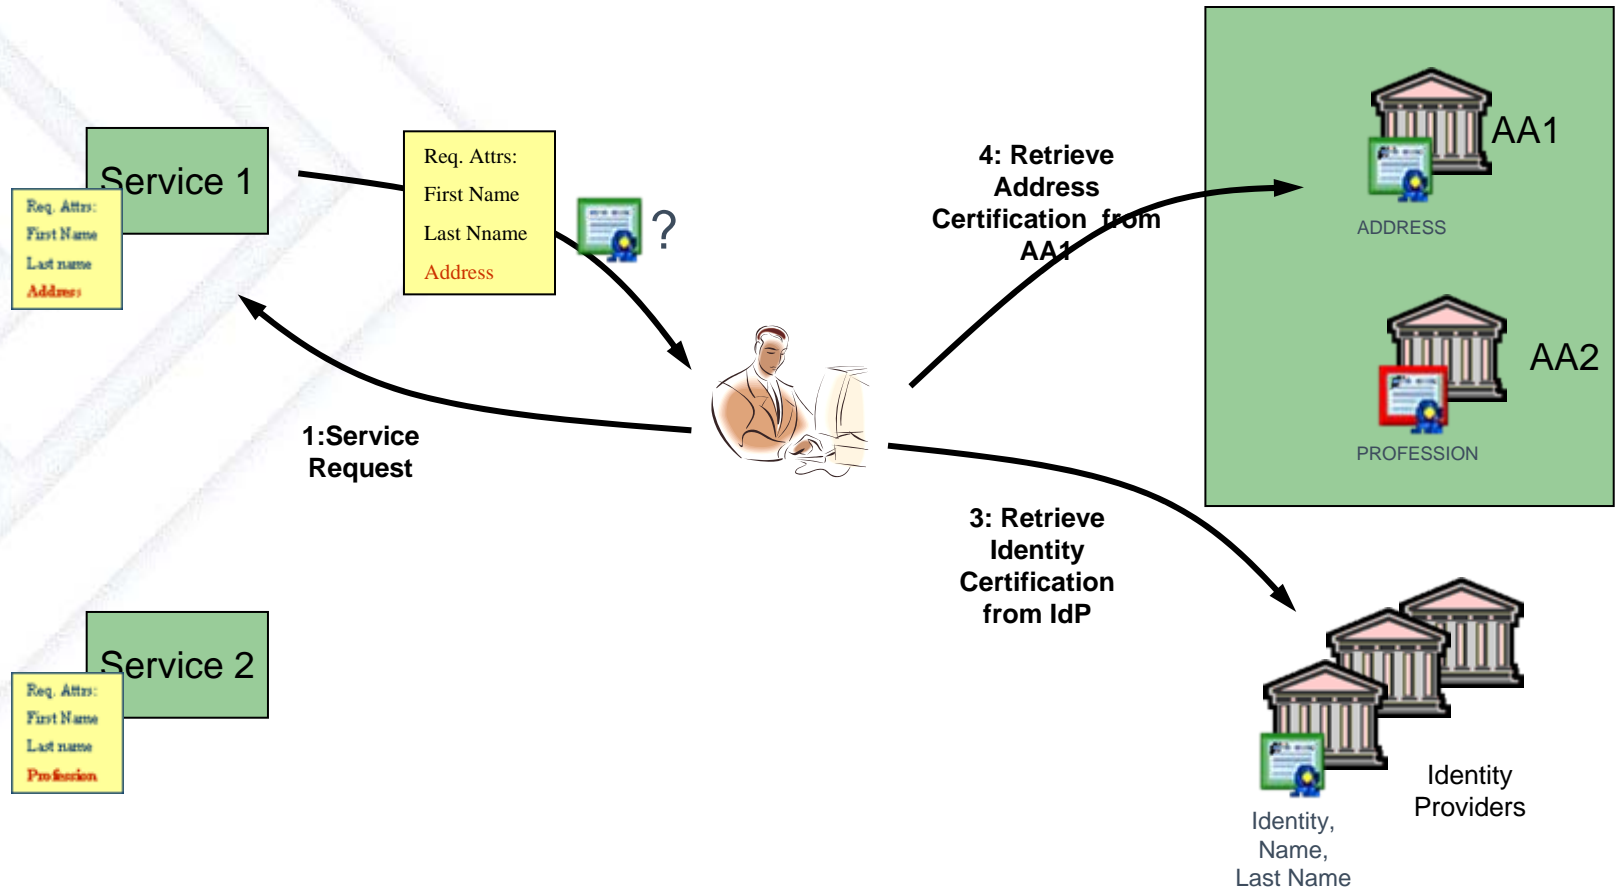 Service 1
Req. Attrs:
First Name
Last name
Address
Req. Attrs:
First Name
Last Nname
Address
?
4: Retrieve
Address
Certification from
AA1
AA1
ADDRESS
AA2
PROFESSION
1:Service
Request
3: Retrieve
Identity
Certification
from IdP
Service 2
Req. Attrs:
First Name
Last name
Profession
Identity
Providers
Identity,
Name,
Last Name